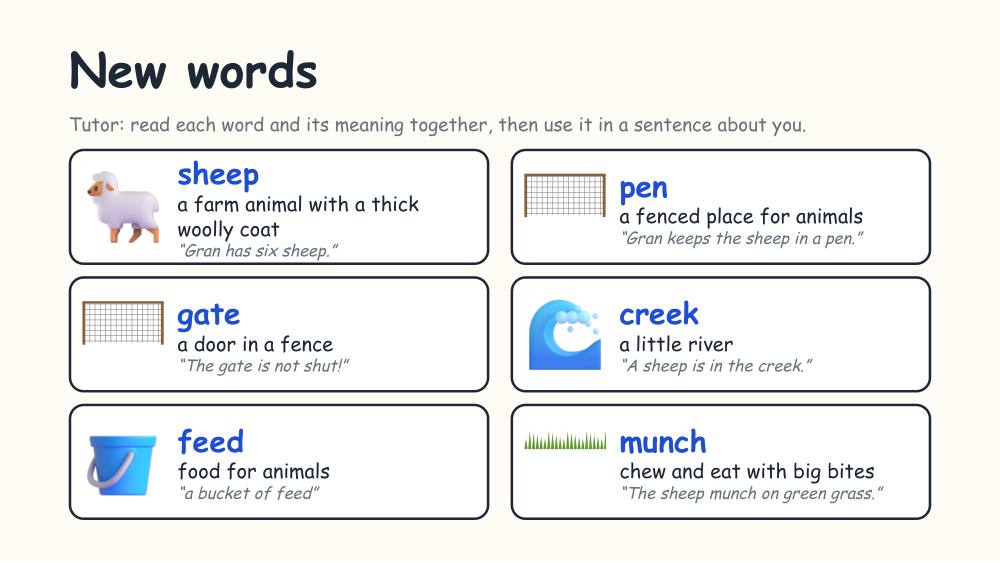 New words
Tutor: read each word and its meaning together, then use it in a sentence about you.
sheep
a farm animal with a thick
woolly coat
“Gran has six sheep.”
pen
a fenced place for animals
“Gran keeps the sheep in a pen.”
gate
a door in a fence
“The gate is not shut!”
creek
a little river
“A sheep is in the creek.”
feed
food for animals
“a bucket of feed”
munch
chew and eat with big bites
“The sheep munch on green grass.”